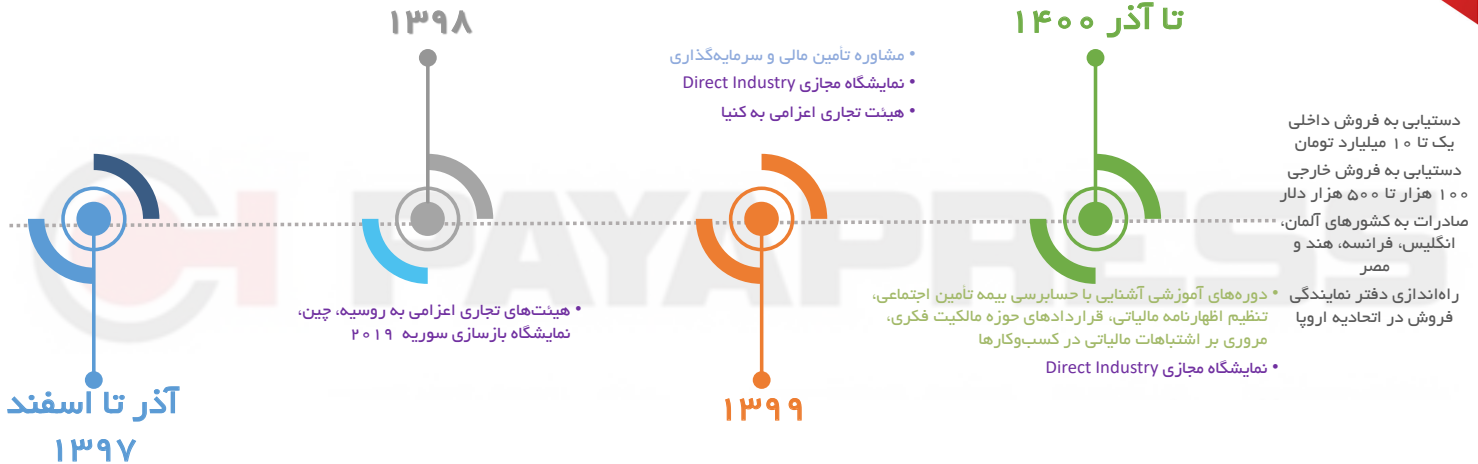 آذر تا اسفند
۱۳۹۷
۱۳۹۸
• هیئت‌های تجاری اعزامی به روسیه، چین،
نمایشگاه بازسازی سوریه ۲۰۱۹
• مشاوره تأمین مالی و سرمایه‌گذاری
• نمایشگاه مجازی Direct Industry
• هیئت تجاری اعزامی به کنیا
۱۳۹۹
تا آذر ۱۴۰۰
• دوره‌های آموزشی آشنایی با حسابرسی بیمه تأمین اجتماعی،
تنظیم اظهارنامه مالیاتی، قراردادهای حوزه مالکیت فکری،
مروری بر اشتباهات مالیاتی در کسب‌وکارها
• نمایشگاه مجازی Direct Industry
دستیابی به فروش داخلی
یک تا ۱۰ میلیارد تومان
دستیابی به فروش خارجی
۱۰۰ هزار تا ۵۰۰ هزار دلار
صادرات به کشورهای آلمان،
انگلیس، فرانسه، هند و
مصر
راه‌اندازی دفتر نمایندگی
فروش در اتحادیه اروپا
PAYAPRESS